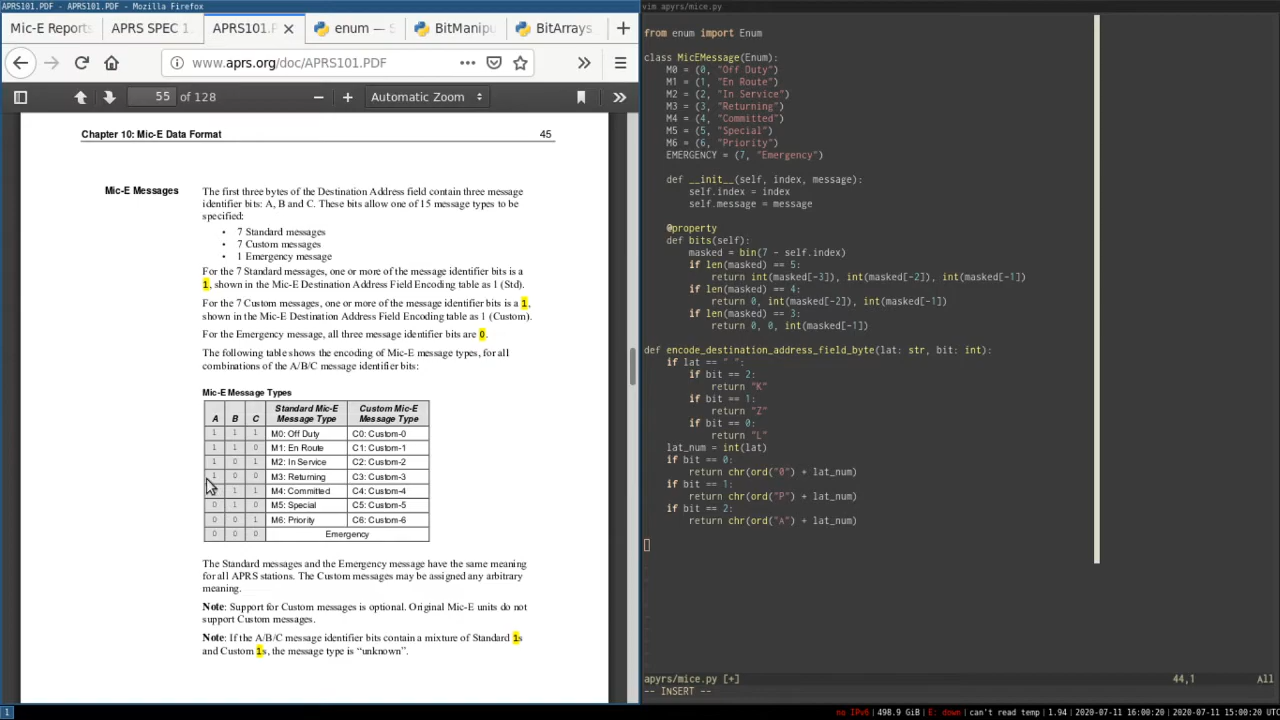 APRS101.PDF - Mozilla Firefox
Mic-E Reports
APRS SPEC 1.
APRS101.P
enum — S
BitManipu
BitArrays
www.aprs.org/doc/APRS101.PDF
55 of 128
Automatic Zoom
Chapter 10: Mic-E Data Format 45
Mic-E Messages
The first three bytes of the Destination Address field contain three message
identifier bits: A, B and C. These bits allow one of 15 message types to be
specified:
• 7 Standard messages
• 7 Custom messages
• 1 Emergency message
For the 7 Standard messages, one or more of the message identifier bits is a
1, shown in the Mic-E Destination Address Field Encoding table as 1 (Std).
For the 7 Custom messages, one or more of the message identifier bits is a 1,
shown in the Mic-E Destination Address Field Encoding table as 1 (Custom).
For the Emergency message, all three message identifier bits are 0.
The following table shows the encoding of Mic-E message types, for all
combinations of the A/B/C message identifier bits:
Mic-E Message Types
A B C Standard Mic-E Message Type Custom Mic-E Message Type
1 1 1 M0: Off Duty C0: Custom-0
1 1 0 M1: En Route C1: Custom-1
1 0 1 M2: In Service C2: Custom-2
1 0 0 M3: Returning C3: Custom-3
1 1 M4: Committed C4: Custom-4
0 1 0 M5: Special C5: Custom-5
0 0 1 M6: Priority C6: Custom-6
0 0 0 Emergency
The Standard messages and the Emergency message have the same meaning
for all APRS stations. The Custom messages may be assigned any arbitrary
meaning.
Note: Support for Custom messages is optional. Original Mic-E units do not
support Custom messages.
Note: If the A/B/C message identifier bits contain a mixture of Standard 1s
and Custom 1s, the message type is “unknown”.
vim apyrs/mice.py
from enum import Enum
class MicEMessage(Enum):
M0 = (0, "Off Duty")
M1 = (1, "En Route")
M2 = (2, "In Service")
M3 = (3, "Returning")
M4 = (4, "Committed")
M5 = (5, "Special")
M6 = (6, "Priority")
EMERGENCY = (7, "Emergency")
def __init__(self, index, message):
self.index = index
self.message = message
@property
def bits(self):
masked = bin(7 - self.index)
if len(masked) == 5:
return int(masked[-3]), int(masked[-2]), int(masked[-1])
if len(masked) == 4:
return 0, int(masked[-2]), int(masked[-1])
if len(masked) == 3:
return 0, 0, int(masked[-1])
def encode_destination_address_field_byte(lat: str, bit: int):
if lat == " ":
if bit == 2:
return "K"
if bit == 1:
return "Z"
if bit == 0:
return "L"
lat_num = int(lat)
if bit == 0:
return chr(ord("0") + lat_num)
if bit == 1:
return chr(ord("P") + lat_num)
if bit == 2:
return chr(ord("A") + lat_num)
~
~
~
~
~
~
~
~
~
apyrs/mice.py [+] 44,1 All
-- INSERT --
1
no IPv6 | 498.9 GiB | E: down | can't read temp | 1.94 | 2020-07-11 16:00:20 | 2020-07-11 15:00:20 UTC